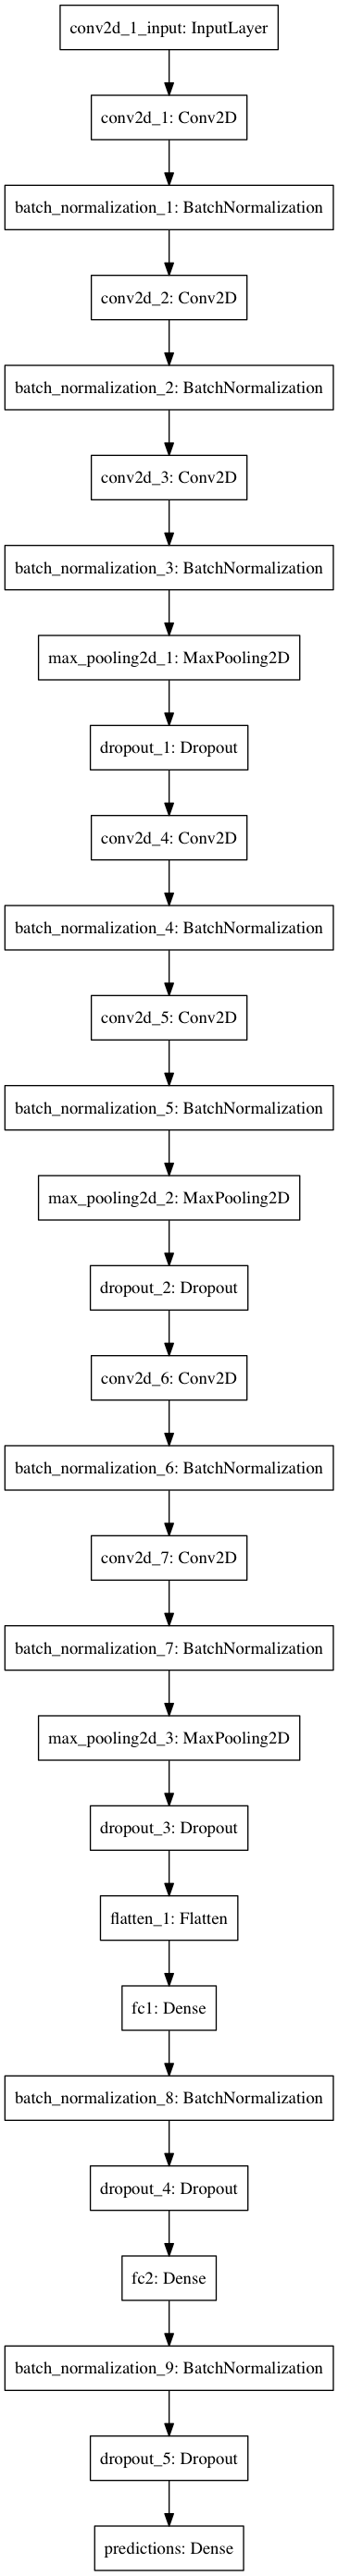 conv2d_1_input: InputLayer
conv2d_1: Conv2D
batch_normalization_1: BatchNormalization
conv2d_2: Conv2D
batch_normalization_2: BatchNormalization
conv2d_3: Conv2D
batch_normalization_3: BatchNormalization
max_pooling2d_1: MaxPooling2D
dropout_1: Dropout
conv2d_4: Conv2D
batch_normalization_4: BatchNormalization
conv2d_5: Conv2D
batch_normalization_5: BatchNormalization
max_pooling2d_2: MaxPooling2D
dropout_2: Dropout
conv2d_6: Conv2D
batch_normalization_6: BatchNormalization
conv2d_7: Conv2D
batch_normalization_7: BatchNormalization
max_pooling2d_3: MaxPooling2D
dropout_3: Dropout
flatten_1: Flatten
fc1: Dense
batch_normalization_8: BatchNormalization
dropout_4: Dropout
fc2: Dense
batch_normalization_9: BatchNormalization
dropout_5: Dropout
predictions: Dense